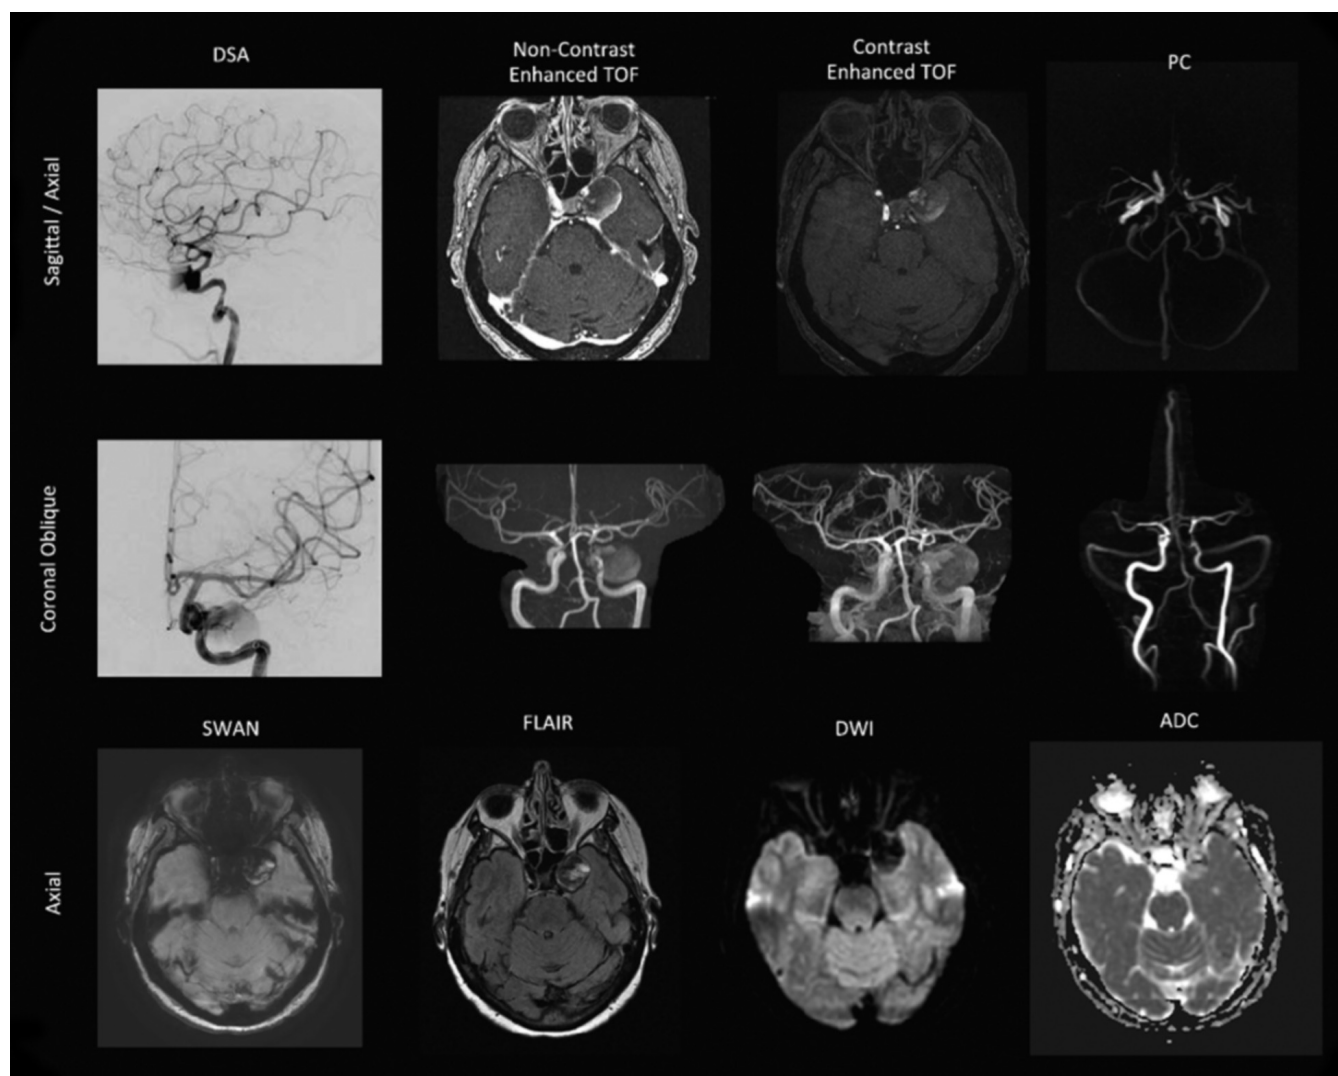 DSA
Non-Contrast
Enhanced TOF
Contrast
Enhanced TOF
PC
Sagittal / Axial
Coronal Oblique
SWAN
FLAIR
DWI
ADC
Axial